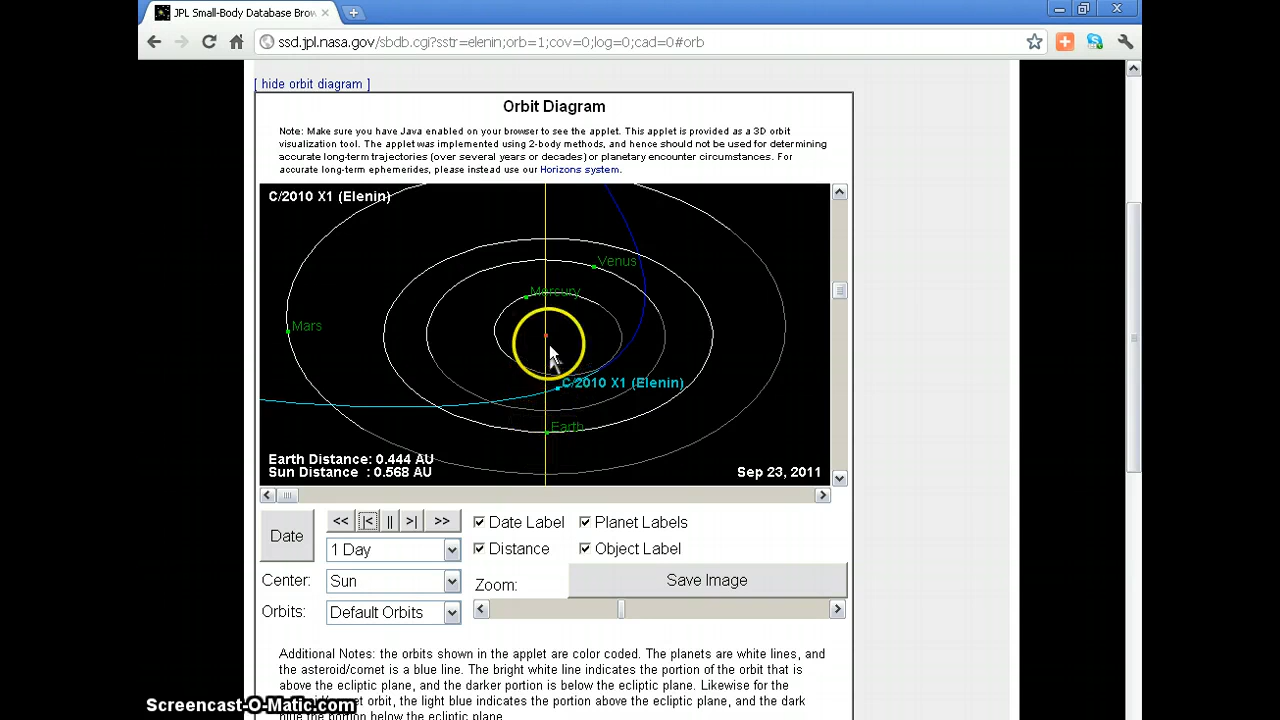 JPL Small-Body Database Brow
ssd.jpl.nasa.gov/sbdb.cgi?sstr=elenin;orb=1;cov=0;log=0;cad=0#orb
[ hide orbit diagram ]
Orbit Diagram
Note: Make sure you have Java enabled on your browser to see the applet. This applet is provided as a 3D orbit
visualization tool. The applet was implemented using 2-body methods, and hence should not be used for determining
accurate long-term trajectories (over several years or decades) or planetary encounter circumstances. For
accurate long-term ephemerides, please instead use our Horizons system.
C/2010 X1 (Elenin)
Venus
Mercury
Mars
C/2010 X1 (Elenin)
Earth
Earth Distance: 0.444 AU
Sun Distance : 0.568 AU
Sep 23, 2011
Date
<< |< || >| >>
Date Label
Planet Labels
1 Day
Distance
Object Label
Center:
Sun
Zoom:
Save Image
Orbits:
Default Orbits
Additional Notes: the orbits shown in the applet are color coded. The planets are white lines, and
the asteroid/comet is a blue line. The bright white line indicates the portion of the orbit that is
above the ecliptic plane, and the darker portion is below the ecliptic plane. Likewise for the
orbit, the light blue indicates the portion above the ecliptic plane, and the dark
blue the portion below the ecliptic plane
Screencast-O-Matic.com